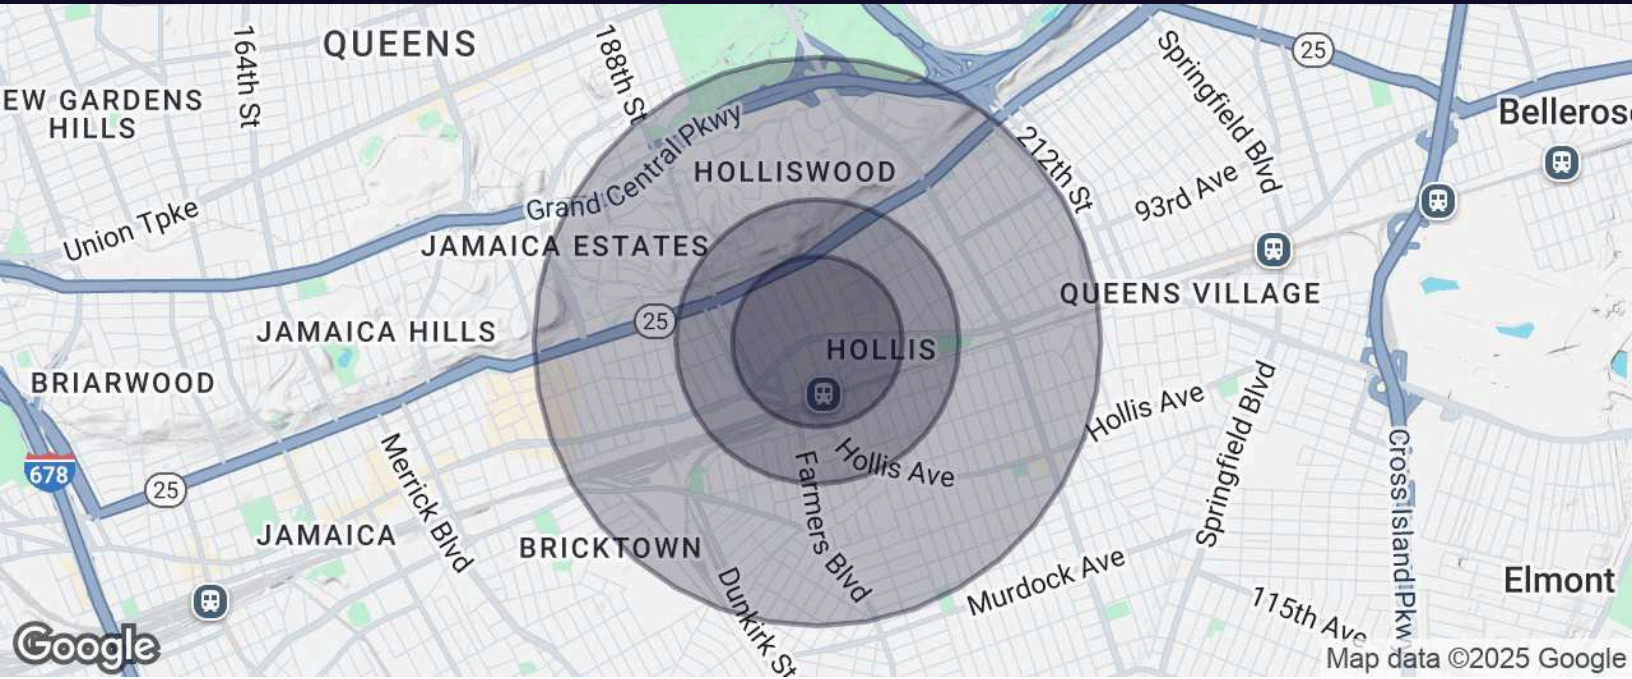 QUEENS
164th St
188th St
Springfield Blvd
25
EW GARDENS
HILLS
Belleros
Grand Central Pkwy
HOLLISWOOD
212th St
93rd Ave
Union Tpke
JAMAICA ESTATES
QUEENS VILLAGE
25
JAMAICA HILLS
HOLLIS
BRIARWOOD
Hollis Ave
Springfield Blvd
678
25
Merrick Blvd
Hollis Ave
Farmers Blvd
Cross Island Pkwy
JAMAICA
BRICKTOWN
Murdock Ave
Elmont
Dunkirk St
115th Ave
Google
Map data ©2025 Google